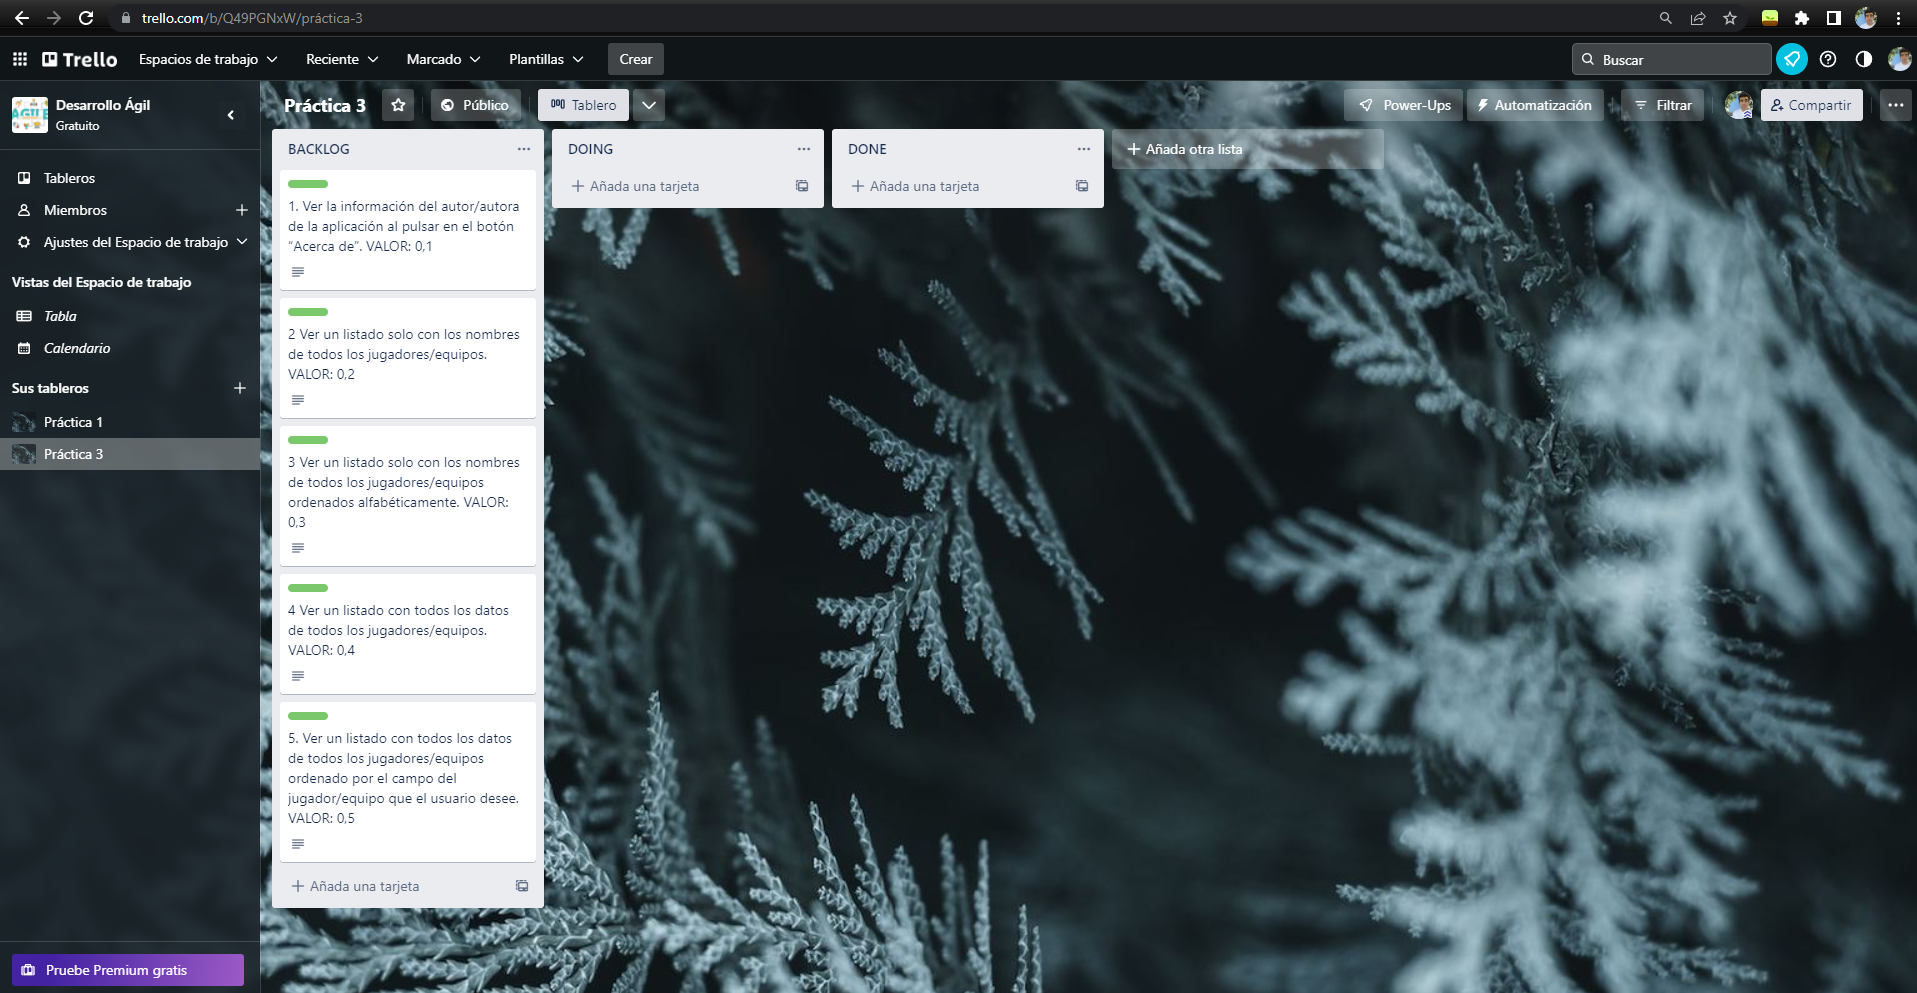 trello.com/b/Q49PGNxW/práctica-3
Trello
Espacios de trabajo
Reciente
Marcado
Plantillas
Crear
Buscar
Desarrollo Ágil
Gratuito
Práctica 3
Público
Tablero
Power-Ups
Automatización
Filtrar
Compartir
Tableros
Miembros
Ajustes del Espacio de trabajo
Vistas del Espacio de trabajo
Tabla
Calendario
Sus tableros
Práctica 1
Práctica 3
Pruebe Premium gratis
BACKLOG
1. Ver la información del autor/autora
de la aplicación al pulsar en el botón
“Acerca de”. VALOR: 0,1
2 Ver un listado solo con los nombres
de todos los jugadores/equipos.
VALOR: 0,2
3 Ver un listado solo con los nombres
de todos los jugadores/equipos
ordenados alfabéticamente. VALOR:
0,3
4 Ver un listado con todos los datos
de todos los jugadores/equipos.
VALOR: 0,4
5. Ver un listado con todos los datos
de todos los jugadores/equipos
ordenado por el campo del
jugador/equipo que el usuario desee.
VALOR: 0,5
Añada una tarjeta
DOING
Añada una tarjeta
DONE
Añada una tarjeta
Añada otra lista